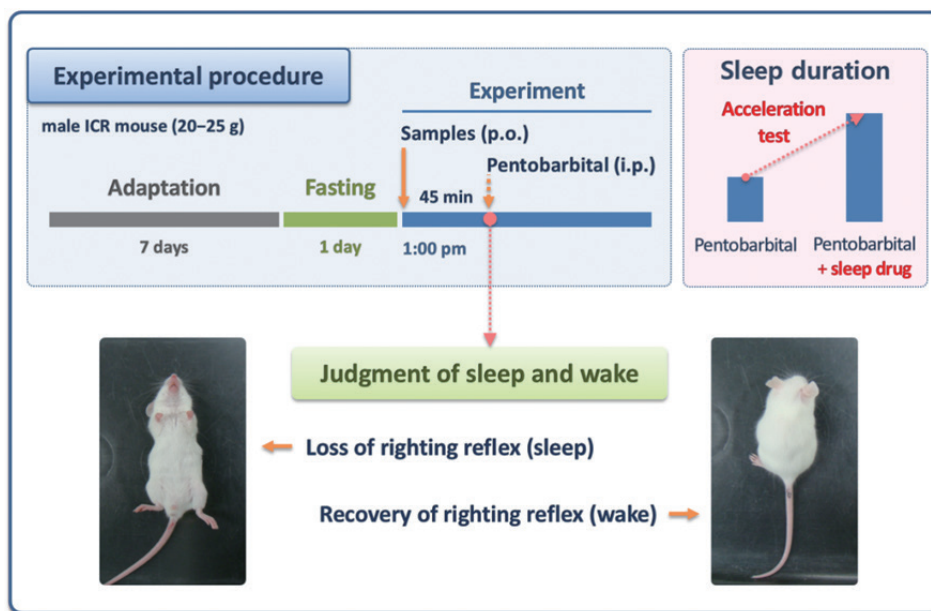 Experimental procedure
male ICR mouse (20–25 g)
Experiment
Samples (p.o.)
Pentobarbital (i.p.)
Adaptation
Fasting
45 min
7 days
1 day
1:00 pm
Sleep duration
Acceleration
test
Pentobarbital
Pentobarbital
+ sleep drug
Judgment of sleep and wake
Loss of righting reflex (sleep)
Recovery of righting reflex (wake)